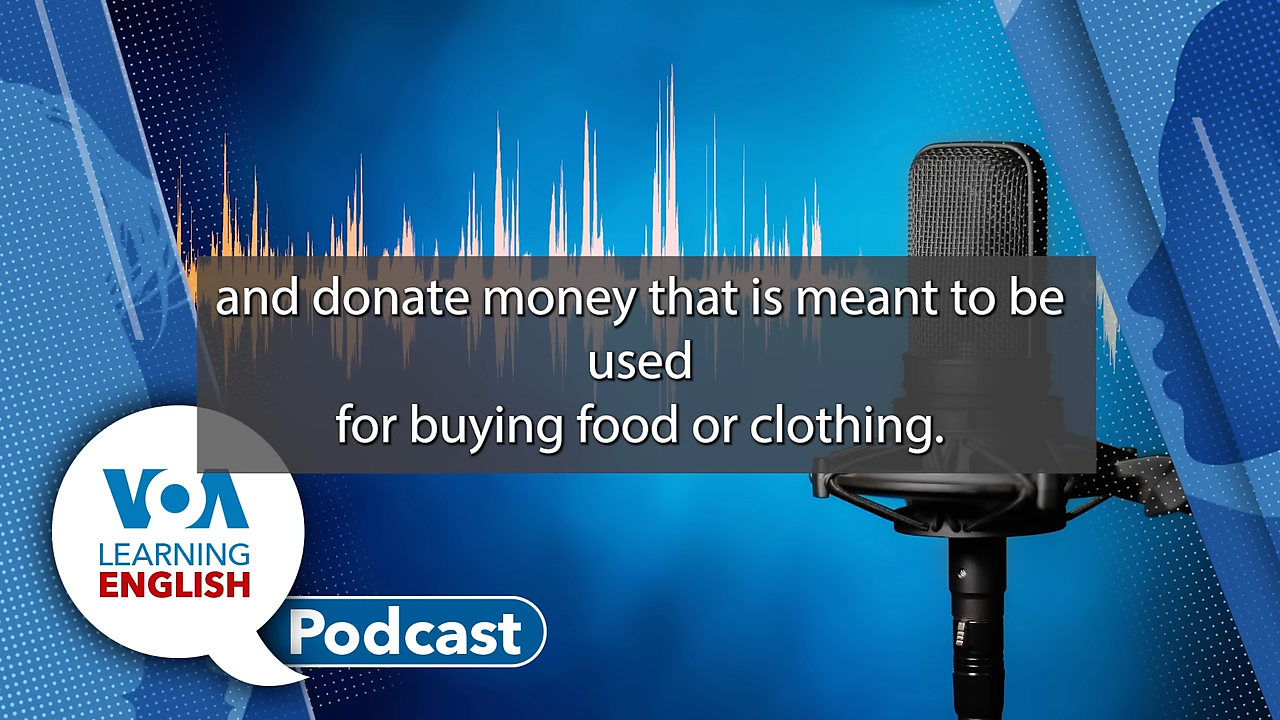 and donate money that is meant to be
used
for buying food or clothing.
VOA
LEARNING
ENGLISH
Podcast